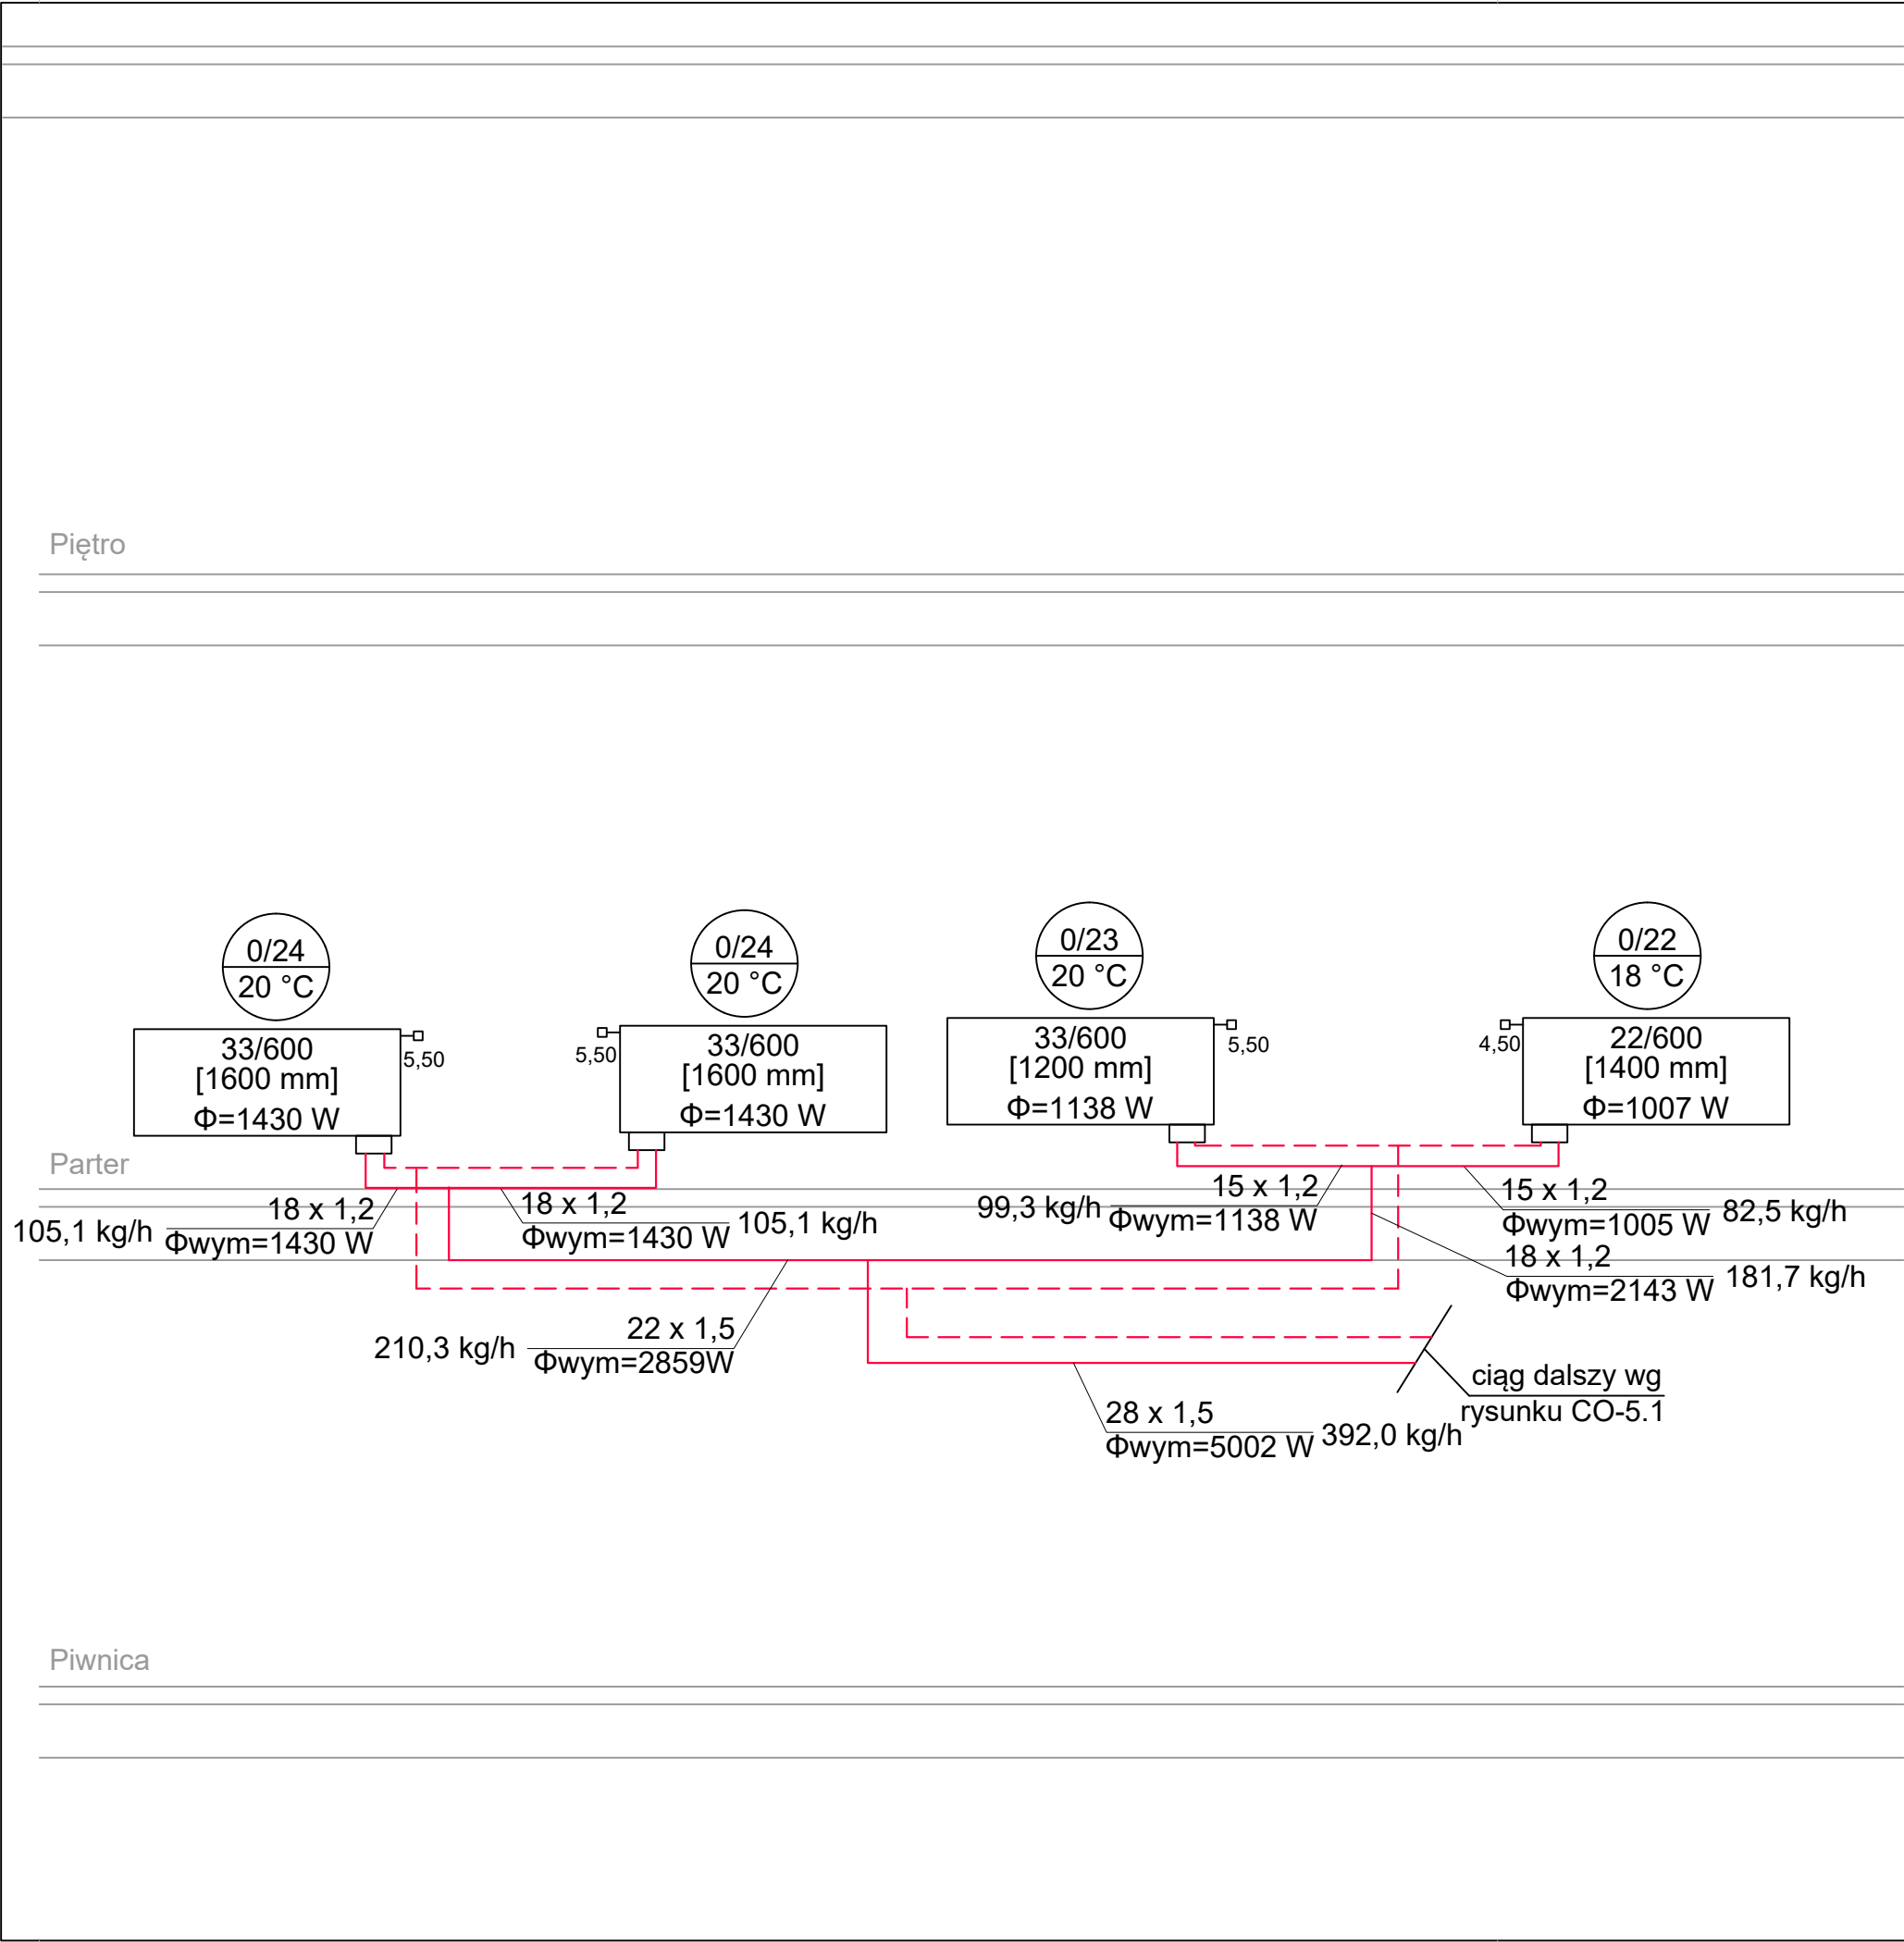 Piętro
0/24
20 °C
0/24
20 °C
0/23
20 °C
0/22
18 °C
33/600
[1600 mm]
Φ=1430 W
5,50
5,50
33/600
[1600 mm]
Φ=1430 W
33/600
[1200 mm]
Φ=1138 W
5,50
4,50
22/600
[1400 mm]
Φ=1007 W
Parter
105,1 kg/h
18 x 1,2
Φwym=1430 W
18 x 1,2
Φwym=1430 W
105,1 kg/h
99,3 kg/h
15 x 1,2
Φwym=1138 W
15 x 1,2
Φwym=1005 W
82,5 kg/h
18 x 1,2
Φwym=2143 W
181,7 kg/h
210,3 kg/h
22 x 1,5
Φwym=2859W
28 x 1,5
Φwym=5002 W
392,0 kg/h
ciąg dalszy wg
rysunku CO-5.1
Piwnica